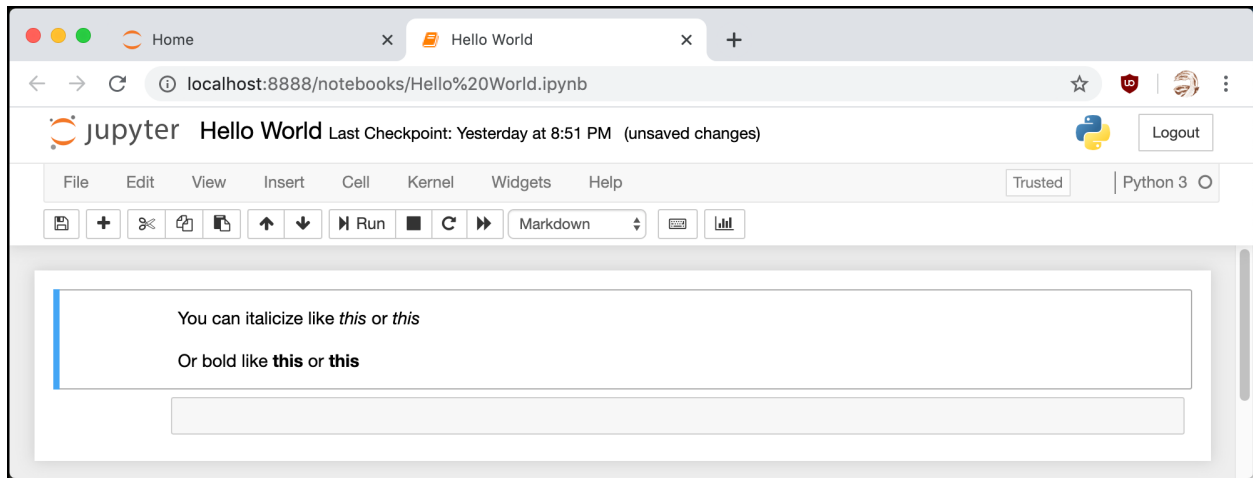 Home
Hello World
localhost:8888/notebooks/Hello%20World.ipynb
jupyter Hello World Last Checkpoint: Yesterday at 8:51 PM (unsaved changes)
Logout
File Edit View Insert Cell Kernel Widgets Help Trusted Python 3
Run Markdown
You can italicize like this or this
Or bold like this or this